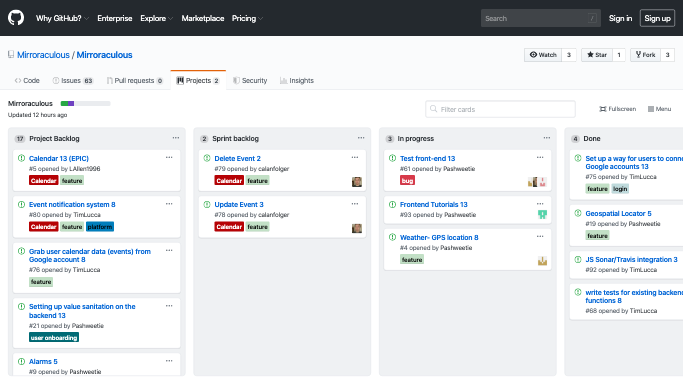 Why GitHub? Enterprise Explore Marketplace Pricing Search / Sign in Sign up
Mirroraculous / Mirroraculous Watch 3 Star 1 Fork 3
Code Issues 63 Pull requests 0 Projects 2 Security Insights
Mirroraculous
Updated 12 hours ago
Filter cards Fullscreen Menu
17 Project Backlog
Calendar 13 (EPIC)
#5 opened by LAllen1996
Calendar feature
Event notification system 8
#80 opened by TimLucca
Calendar feature platform
Grab user calendar data (events) from
Google account 8
#76 opened by TimLucca
feature
Setting up value sanitation on the
backend 13
#21 opened by Pashweetie
user onboarding
Alarms 5
#9 opened by Pashweetie
2 Sprint backlog
Delete Event 2
#79 opened by calanfolger
Calendar feature
Update Event 3
#78 opened by calanfolger
Calendar feature
3 In progress
Test front-end 13
#61 opened by Pashweetie
bug
Frontend Tutorials 13
#93 opened by Pashweetie
Weather- GPS location 8
#4 opened by Pashweetie
feature
4 Done
Set up a way for users to conne
Google accounts 13
#75 opened by TimLucca
feature login
Geospatial Locator 5
#19 opened by Pashweetie
feature
JS Sonar/Travis integration 3
#92 opened by TimLucca
write tests for existing backend
functions 8
#68 opened by TimLucca